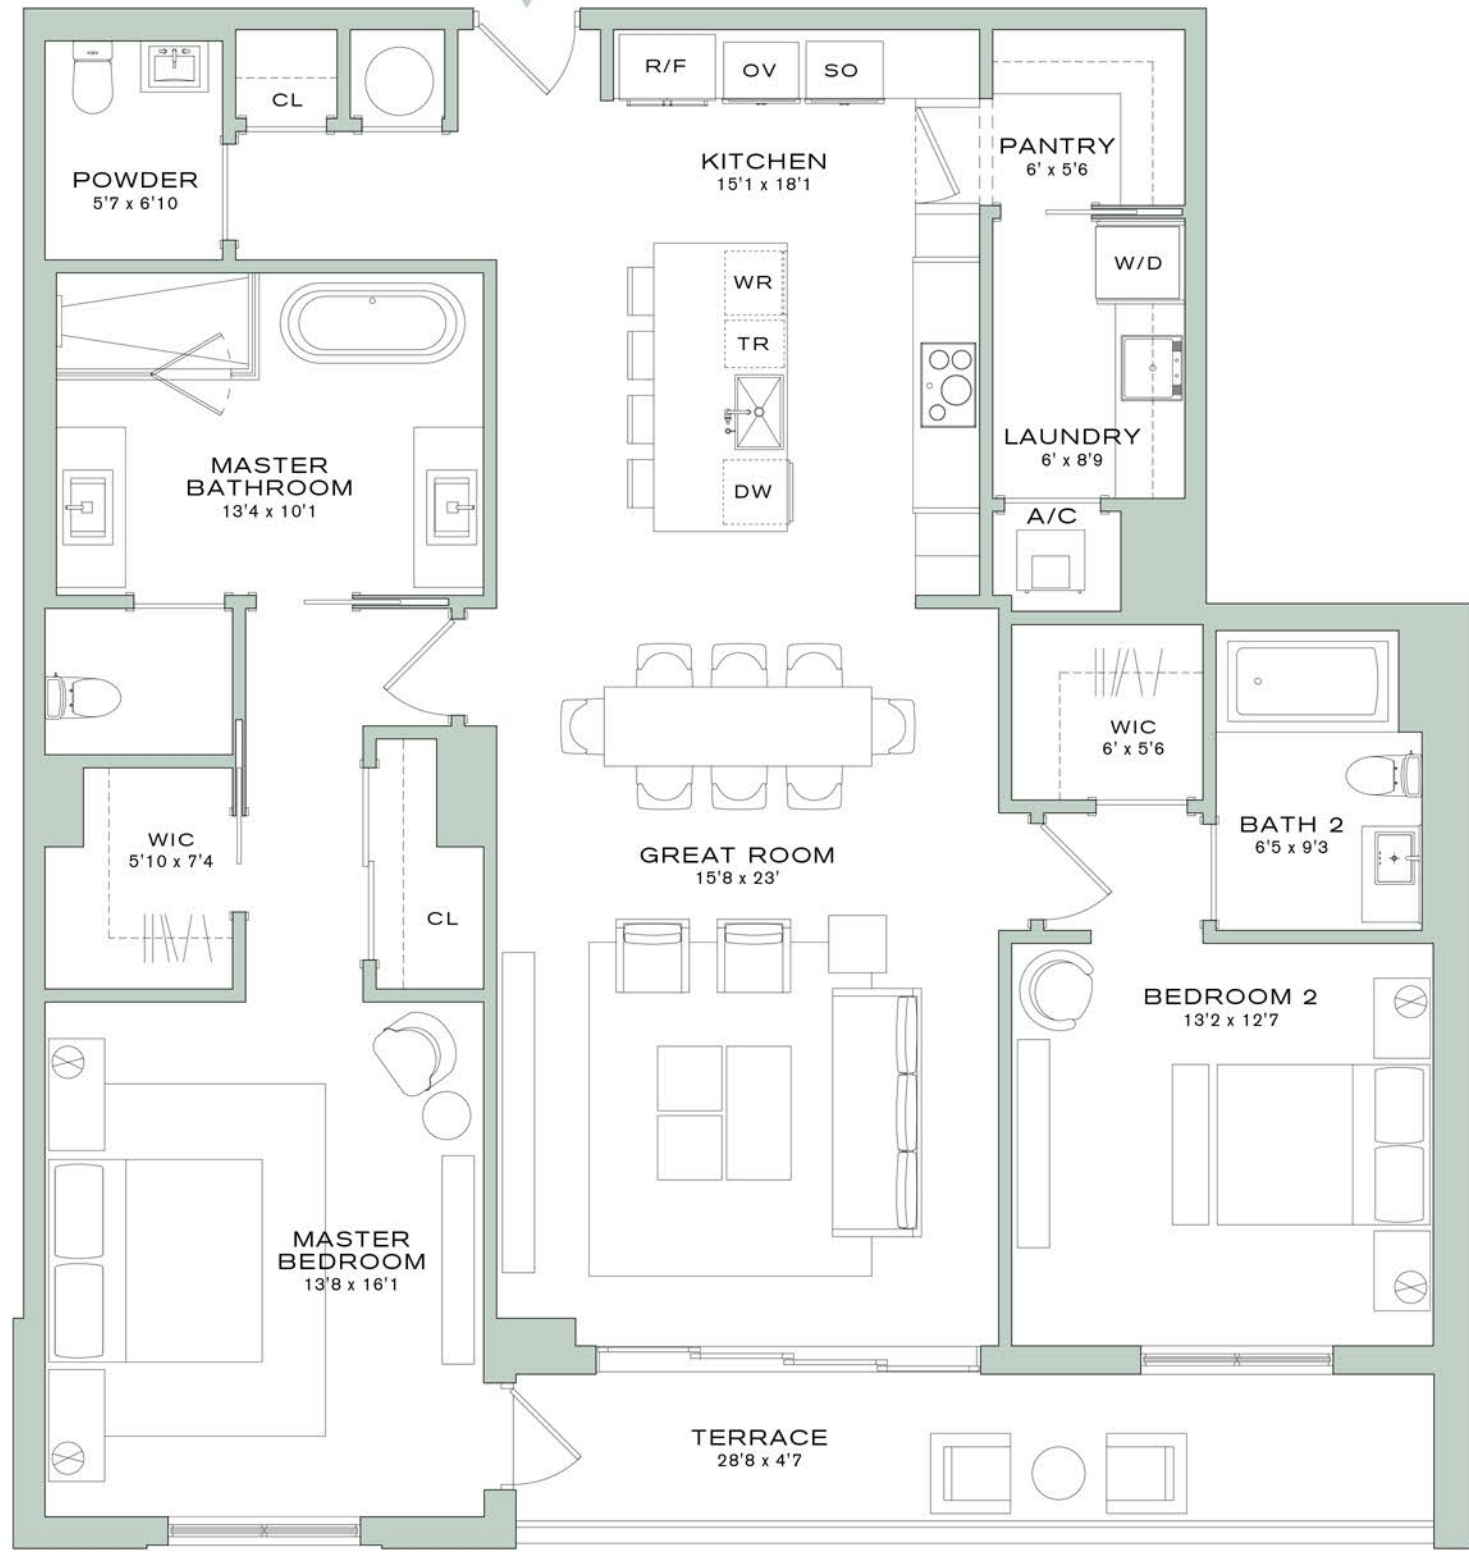 R/F
OV
SO
CL
POWDER
5'7 x 6'10
KITCHEN
15'1 x 18'1
PANTRY
6' x 5'6
WR
W/D
TR
LAUNDRY
6' x 8'9
MASTER
BATHROOM
13'4 x 10'1
DW
A/C
WIC
6' x 5'6
WIC
5'10 x 7'4
GREAT ROOM
15'8 x 23'
BATH 2
6'5 x 9'3
CL
BEDROOM 2
13'2 x 12'7
MASTER
BEDROOM
13'8 x 16'1
TERRACE
28'8 x 4'7